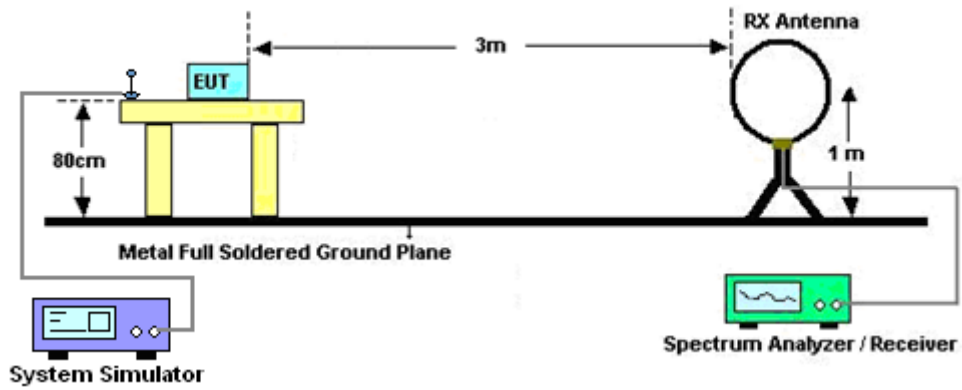 RX Antenna
3m
EUT
80cm
1 m
Metal Full Soldered Ground Plane
System Simulator
Spectrum Analyzer / Receiver